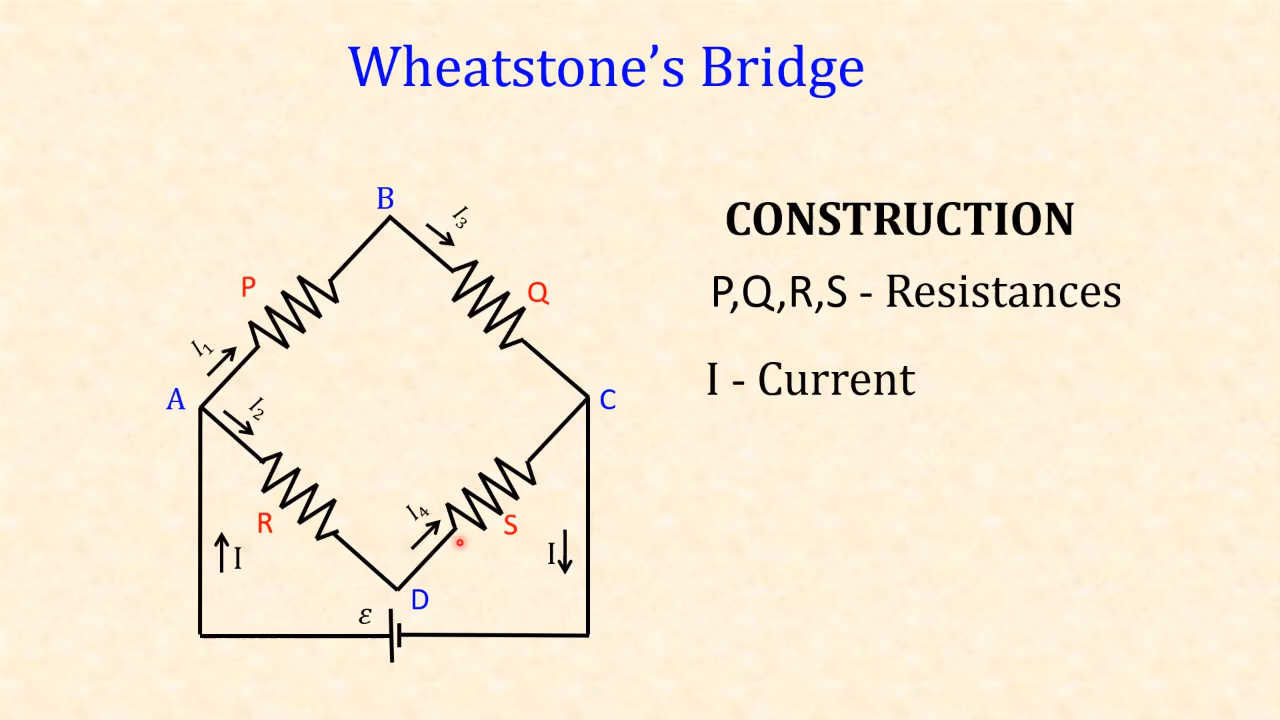 Wheatstone’s Bridge
B
I₃
CONSTRUCTION
P
Q
P,Q,R,S - Resistances
I₁
A
I₂
C
I - Current
R
I₄
S
I
I
ε
D